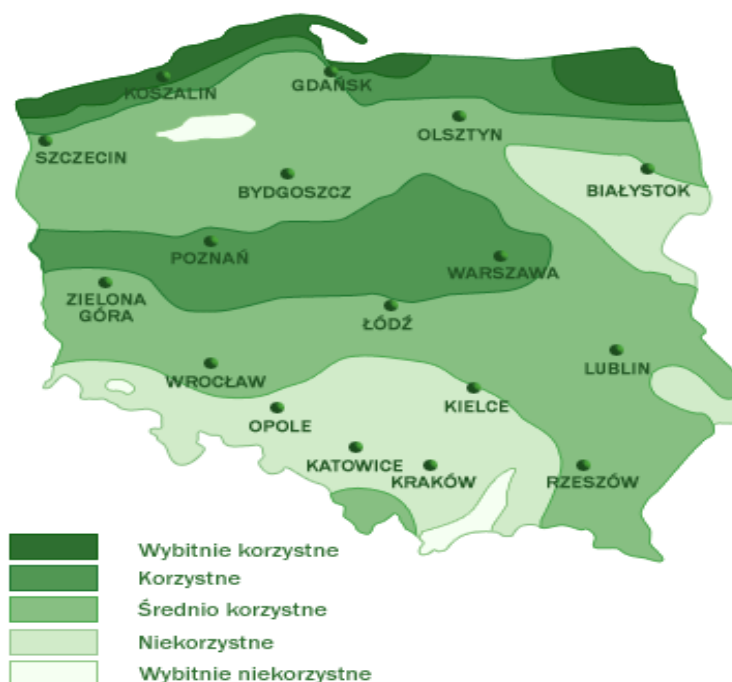 KOSZALIN
GDAŃSK
OLSZTYN
SZCZECIN
BYDGOSZCZ
BIAŁYSTOK
POZNAŃ
WARSZAWA
ZIELONA
GÓRA
ŁÓDŹ
LUBLIN
WROCŁAW
KIELCE
OPOLE
KATOWICE
KRAKÓW
RZESZÓW
Wybitnie korzystne
Korzystne
Średnio korzystne
Niekorzystne
Wybitnie niekorzystne